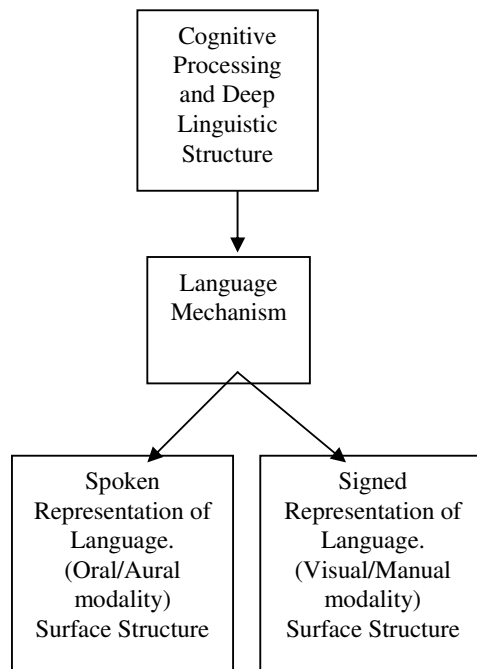 Cognitive
Processing
and Deep
Linguistic
Structure
Language
Mechanism
Spoken
Representation of
Language.
(Oral/Aural
modality)
Surface Structure
Signed
Representation of
Language.
(Visual/Manual
modality)
Surface Structure